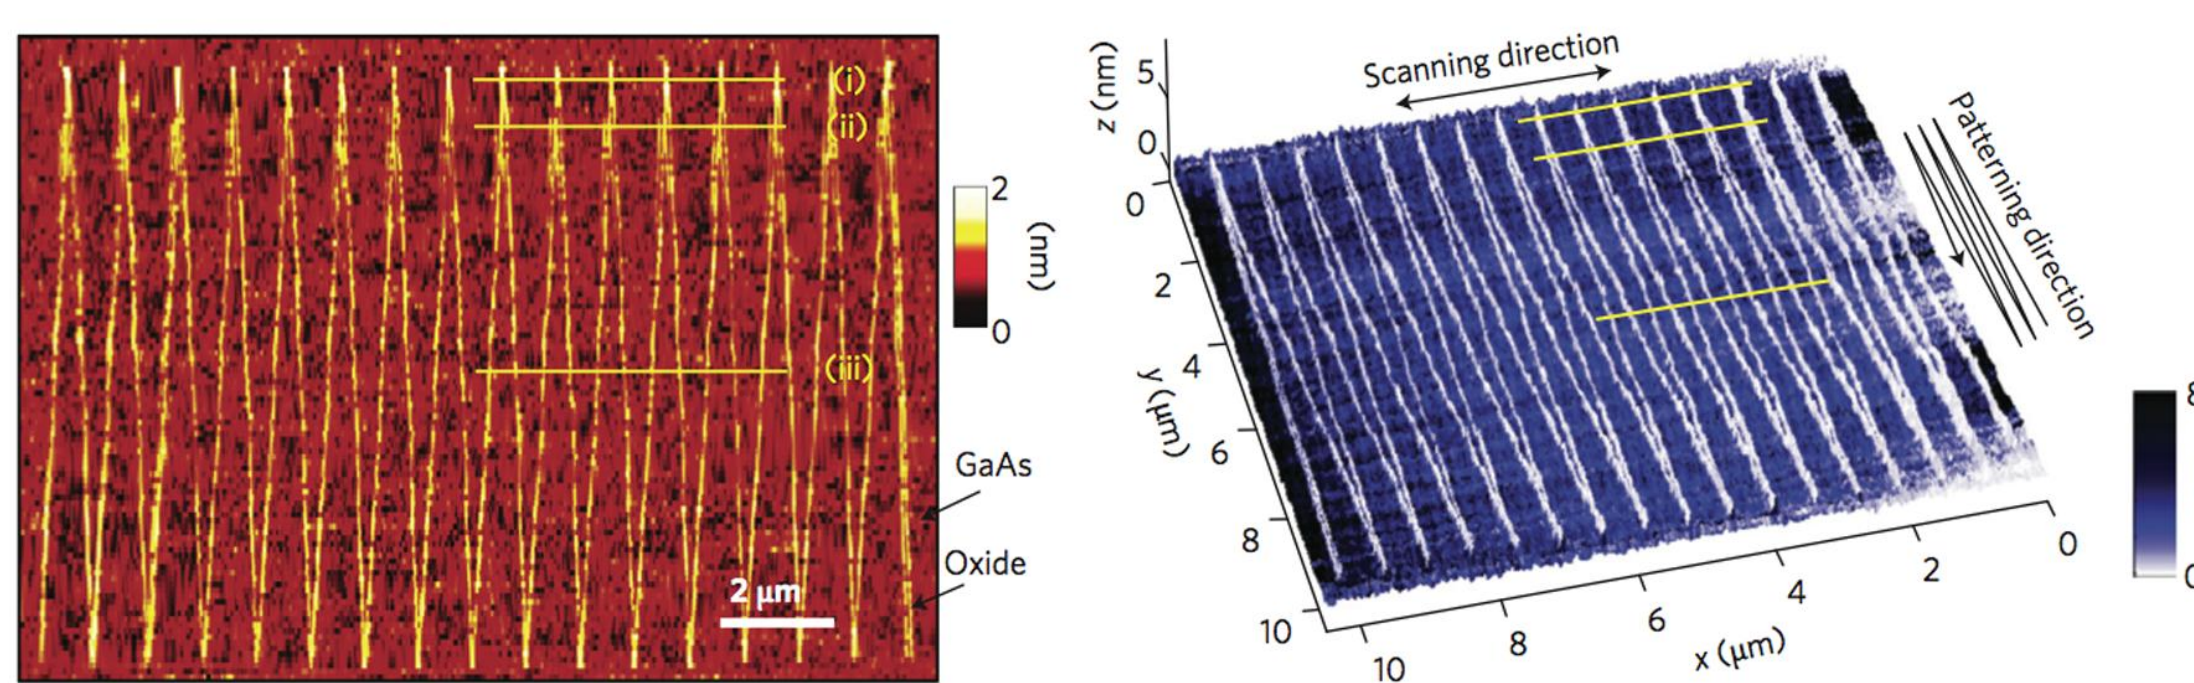 (i)
(ii)
(iii)
2
(nm)
0
GaAs
Oxide
2 μm
z (nm)
5
0
Scanning direction
Patterning direction
0
2
4
6
8
10
y (μm)
10
8
6
4
2
0
x (μm)
8
0